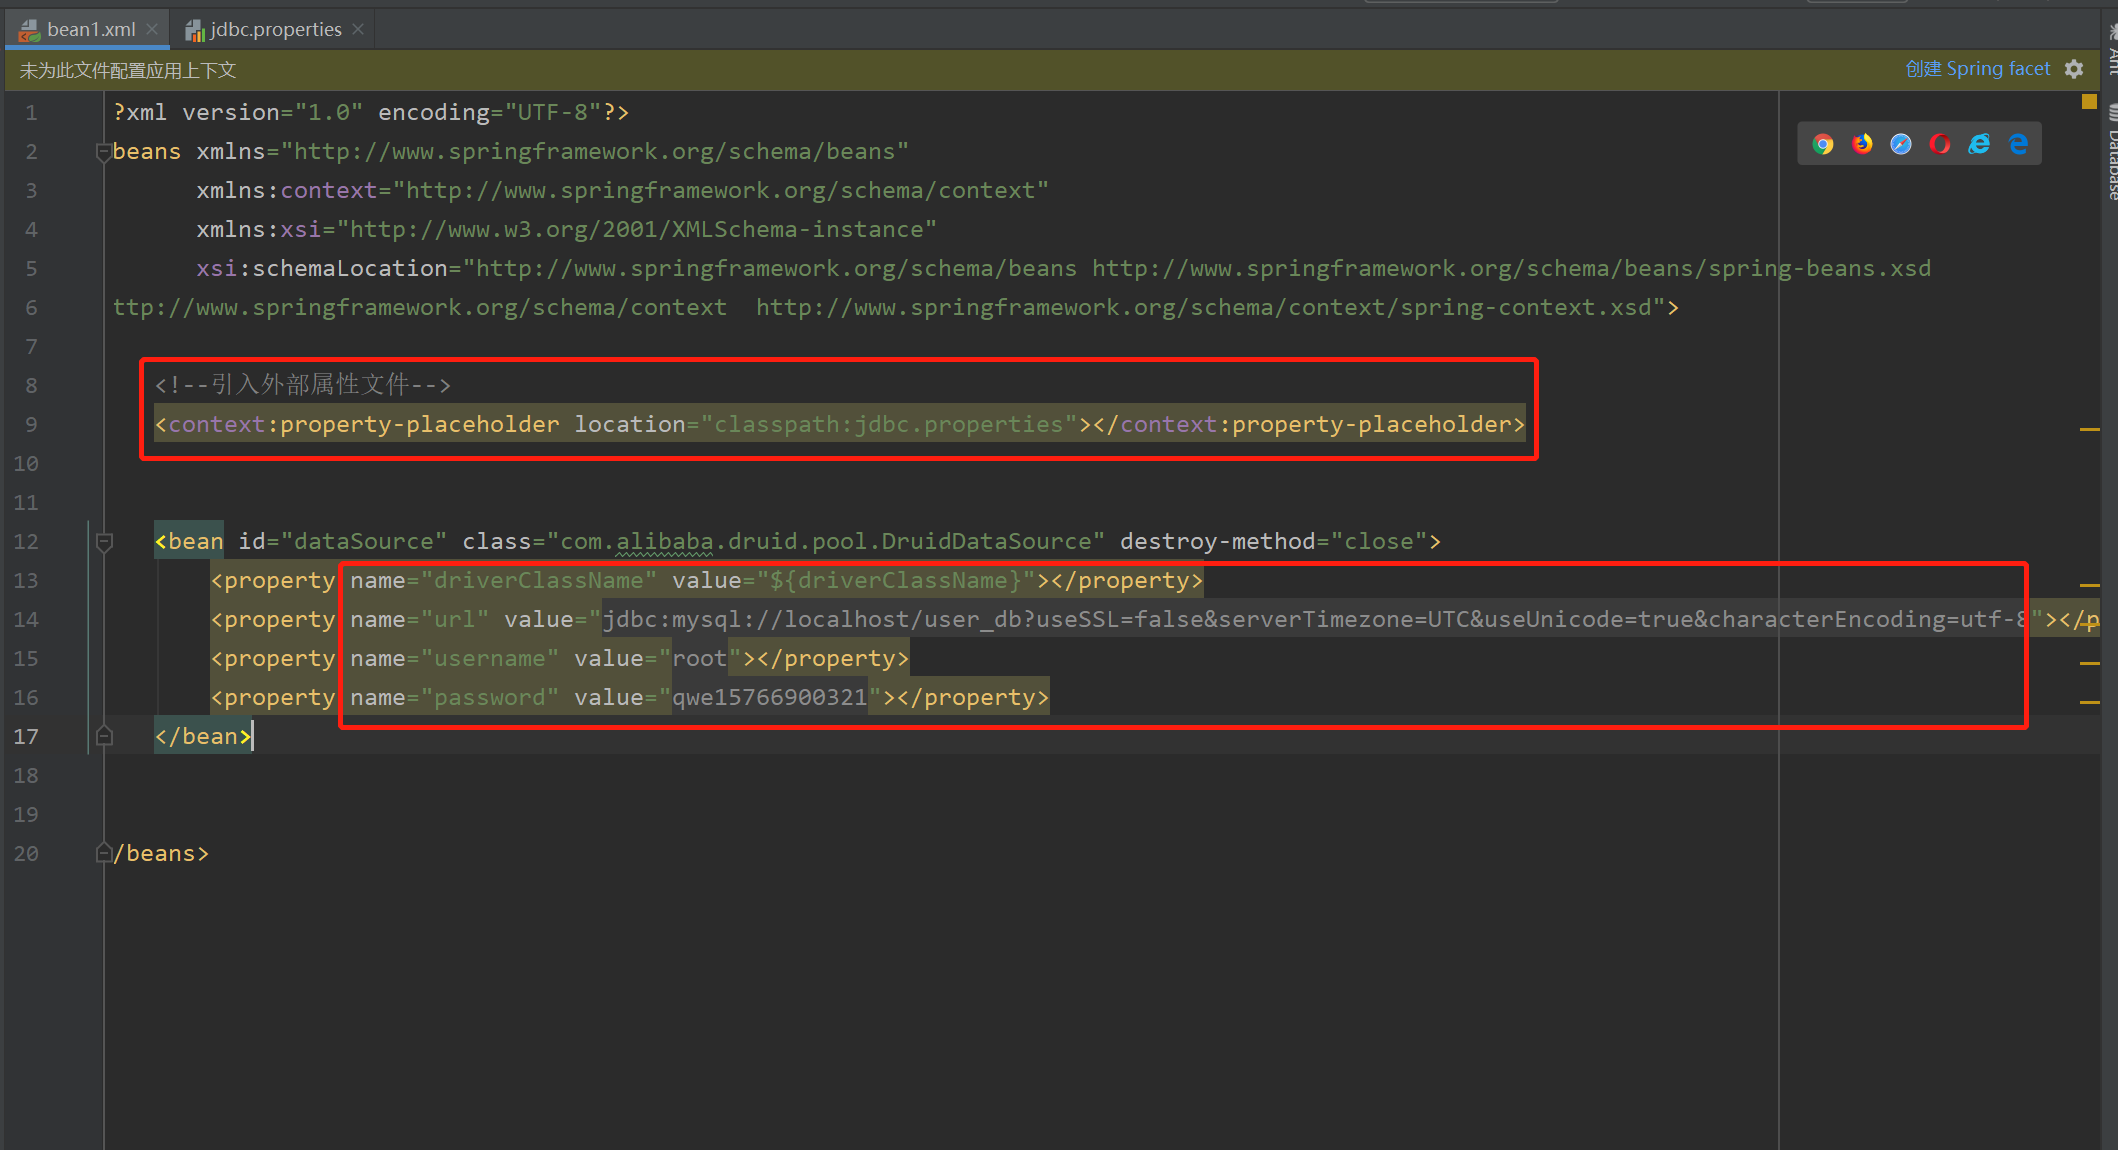 bean1.xml
jdbc.properties
未为此文件配置应用上下文
创建 Spring facet
Ant
Database
1 ?xml version="1.0" encoding="UTF-8"?>
2 beans xmlns="http://www.springframework.org/schema/beans"
3 xmlns:context="http://www.springframework.org/schema/context"
4 xmlns:xsi="http://www.w3.org/2001/XMLSchema-instance"
5 xsi:schemaLocation="http://www.springframework.org/schema/beans http://www.springframework.org/schema/beans/spring-beans.xsd
6 ttp://www.springframework.org/schema/context  http://www.springframework.org/schema/context/spring-context.xsd">
7
8 <!--引入外部属性文件-->
9 <context:property-placeholder location="classpath:jdbc.properties"></context:property-placeholder>
10
11
12 <bean id="dataSource" class="com.alibaba.druid.pool.DruidDataSource" destroy-method="close">
13 <property name="driverClassName" value="${driverClassName}"></property>
14 <property name="url" value="jdbc:mysql://localhost/user_db?useSSL=false&serverTimezone=UTC&useUnicode=true&characterEncoding=utf-8"></p
15 <property name="username" value="root"></property>
16 <property name="password" value="qwe15766900321"></property>
17 </bean>
18
19
20 /beans>